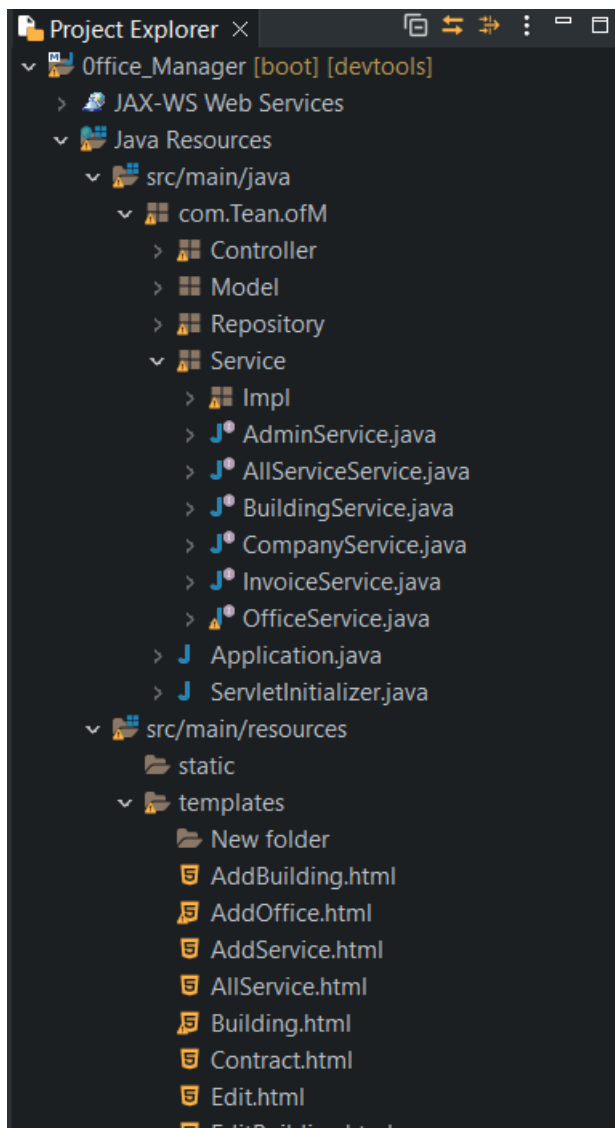 Project Explorer
0ffice_Manager [boot] [devtools]
JAX-WS Web Services
Java Resources
src/main/java
com.Tean.ofM
Controller
Model
Repository
Service
Impl
AdminService.java
AllServiceService.java
BuildingService.java
CompanyService.java
InvoiceService.java
OfficeService.java
Application.java
ServletInitializer.java
src/main/resources
static
templates
New folder
AddBuilding.html
AddOffice.html
AddService.html
AllService.html
Building.html
Contract.html
Edit.html